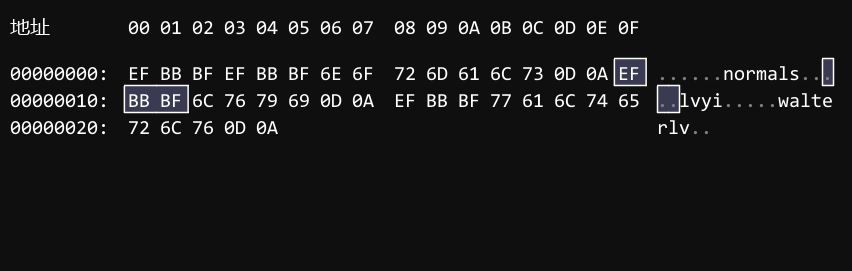 地址 00 01 02 03 04 05 06 07 08 09 0A 0B 0C 0D 0E 0F
00000000: EF BB BF EF BB BF 6E 6F 72 6D 61 6C 73 0D 0A EF ......normals...
00000010: BB BF 6C 76 79 69 0D 0A EF BB BF 77 61 6C 74 65 ..lvyi.....walte
00000020: 72 6C 76 0D 0A rlv..